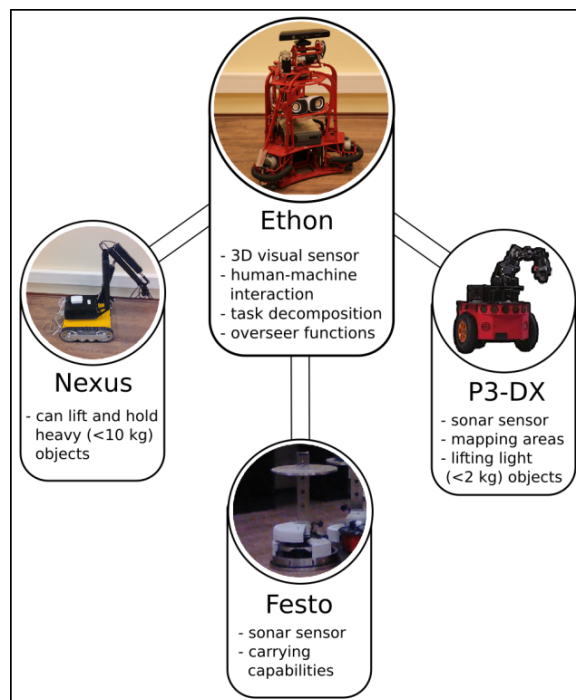 Ethon
- 3D visual sensor
- human-machine
interaction
- task decomposition
- overseer functions
Nexus
- can lift and hold
heavy (<10 kg)
objects
P3-DX
- sonar sensor
- mapping areas
- lifting light
(<2 kg) objects
Festo
- sonar sensor
- carrying
capabilities